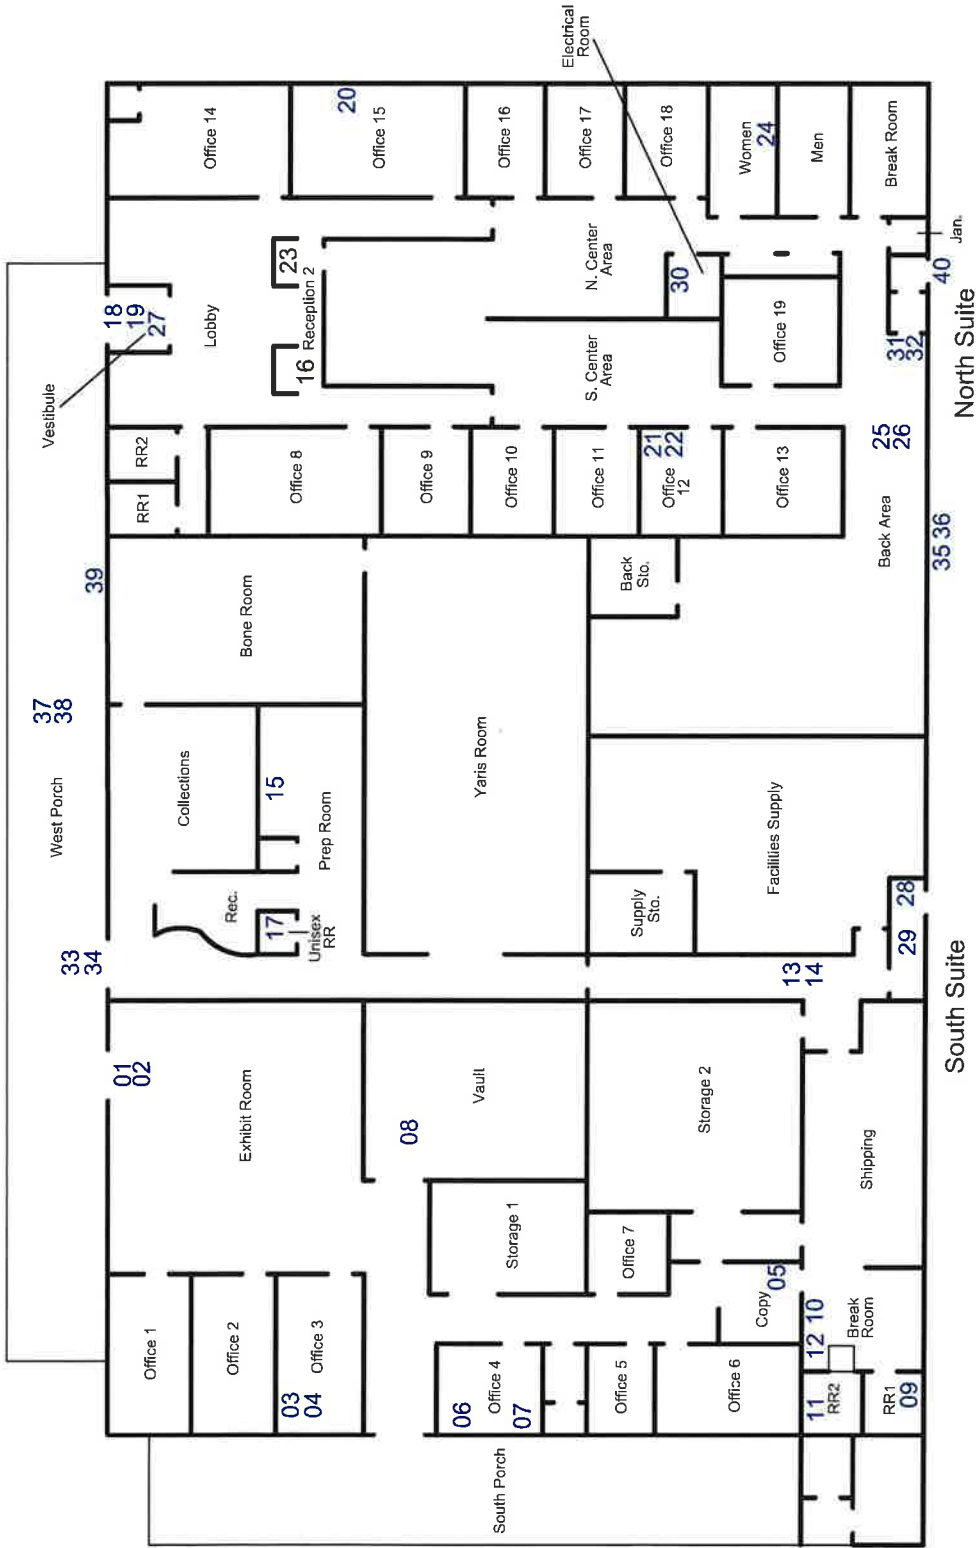 West Porch
Vestibule
33
34
37
38
39
01
02
18
19
27
Office 1
RR1
RR2
Collections
Lobby
Office 14
Office 2
Exhibit Room
Rec.
Bone Room
Office 3
03
04
17
Unisex
RR
15
Prep Room
Office 8
16
Reception 2
23
Office 15
20
08
Vault
Office 9
South Porch
Office 4
06
07
Storage 1
Yaris Room
Office 10
Office 16
Office 5
Office 7
Office 11
S. Center
Area
N. Center
Area
Office 17
Electrical
Room
Supply
Sto.
Back
Sto.
Office
12
21
22
30
Office 18
Office 6
Copy
05
Storage 2
Facilities Supply
Office 13
Office 19
Women
24
13
14
Men
11
RR2
12 10
Break
Room
Shipping
Back Area
25
26
31
32
Break Room
RR1
09
29
28
35 36
40
Jan.
South Suite
North Suite